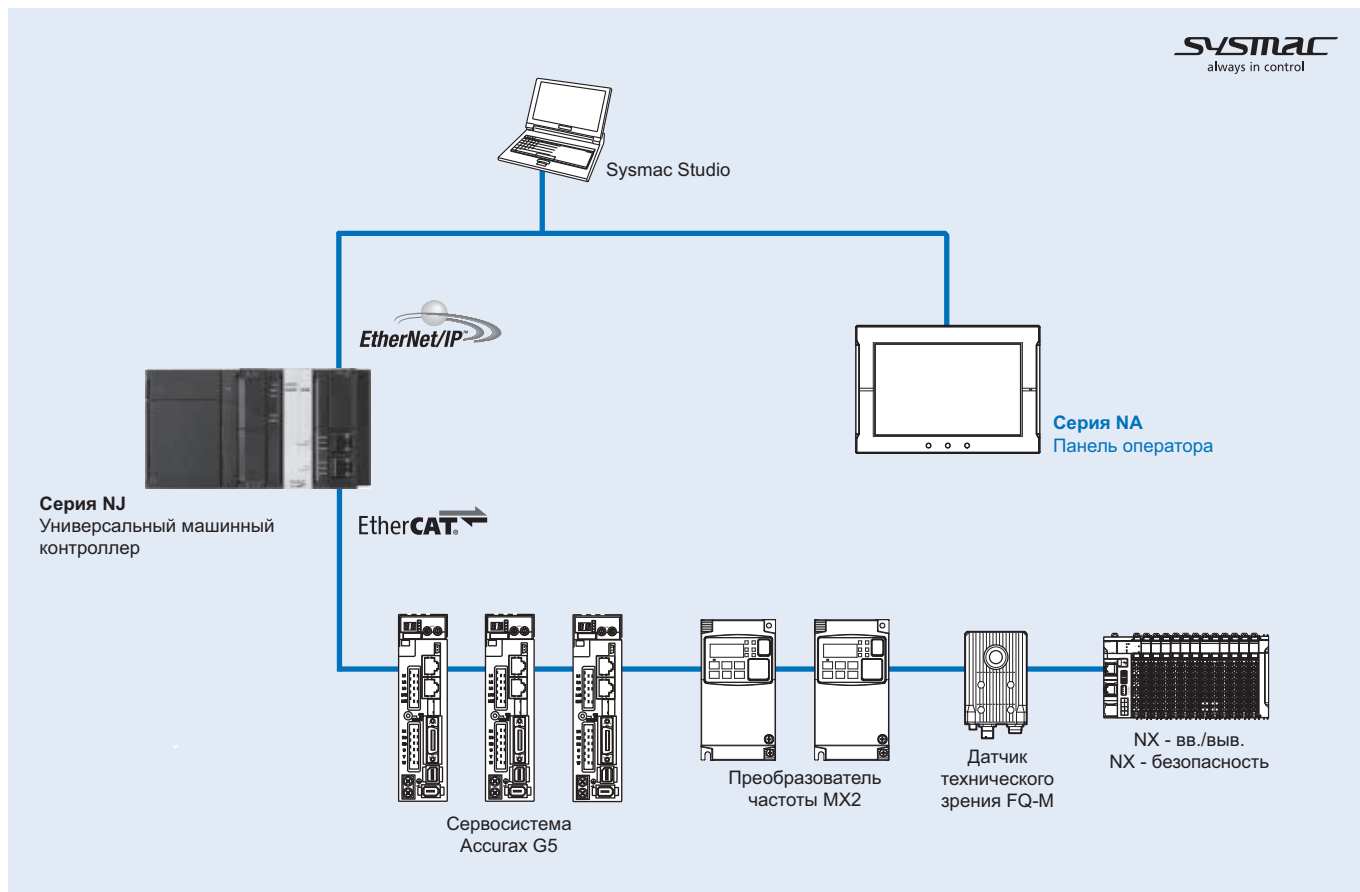 sysmac
always in control
Sysmac Studio
EtherNet/IP™
Серия NA
Панель оператора
Серия NJ
Универсальный машинный
контроллер
EtherCAT®
Сервосистема
Accurax G5
Преобразователь
частоты MX2
Датчик
технического
зрения FQ-M
NX - вв./выв.
NX - безопасность